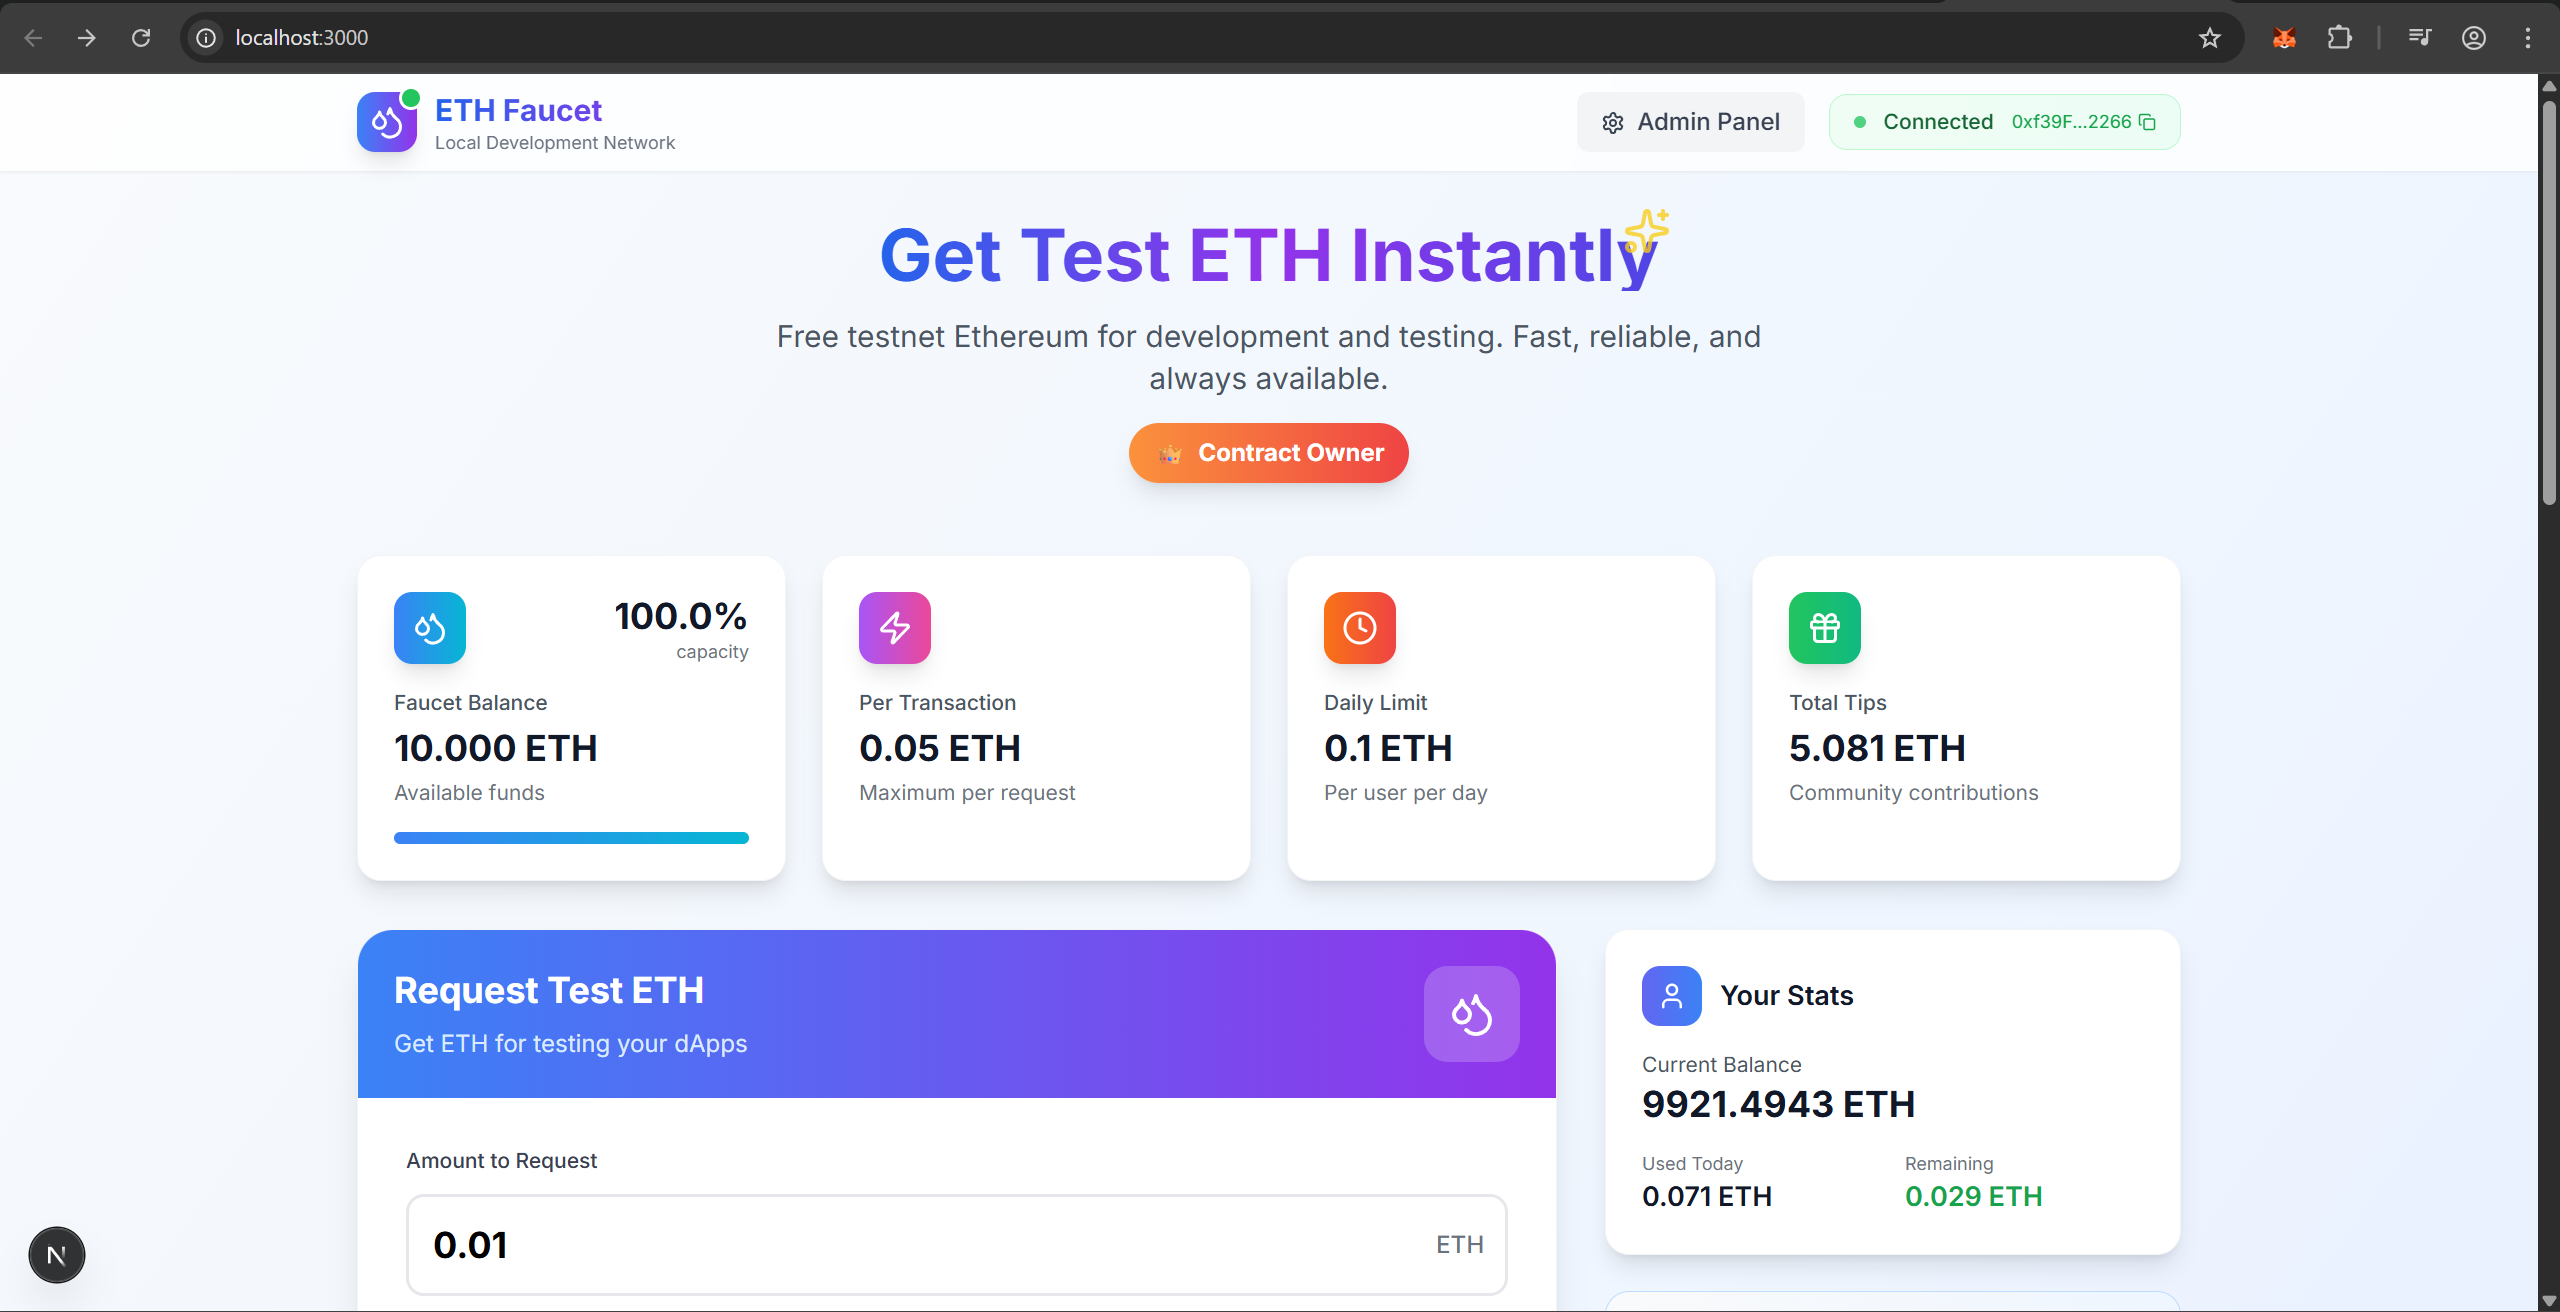 localhost:3000
ETH Faucet
Local Development Network
Admin Panel
Connected 0xf39F...2266
Get Test ETH Instantly
Free testnet Ethereum for development and testing. Fast, reliable, and
always available.
Contract Owner
100.0%
capacity
Faucet Balance
10.000 ETH
Available funds
Per Transaction
0.05 ETH
Maximum per request
Daily Limit
0.1 ETH
Per user per day
Total Tips
5.081 ETH
Community contributions
Request Test ETH
Get ETH for testing your dApps
Amount to Request
0.01 ETH
Your Stats
Current Balance
9921.4943 ETH
Used Today
0.071 ETH
Remaining
0.029 ETH
N